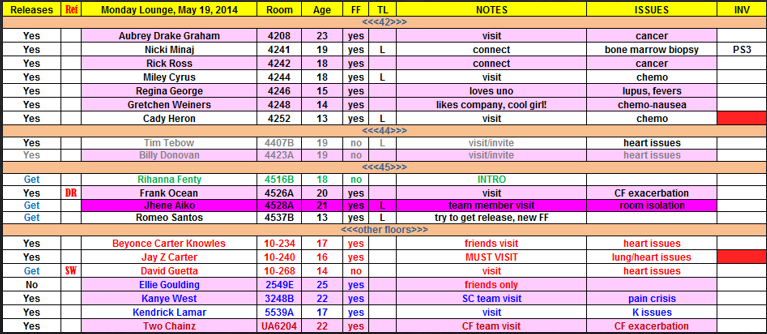 Releases Ref Monday Lounge, May 19, 2014 Room Age FF TL NOTES ISSUES INV
<<<42>>>
Yes Aubrey Drake Graham 4208 23 yes visit cancer
Yes Nicki Minaj 4241 19 yes L connect bone marrow biopsy PS3
Yes Rick Ross 4242 18 yes connect cancer
Yes Miley Cyrus 4244 18 yes L visit chemo
Yes Regina George 4246 15 yes loves uno lupus, fevers
Yes Gretchen Weiners 4248 14 yes likes company, cool girl! chemo-nausea
Yes Cady Heron 4252 13 yes L visit chemo
<<<44>>>
Yes Tim Tebow 4407B 19 no L visit/invite heart issues
Yes Billy Donovan 4423A 19 no visit/invite heart issues
<<<45>>>
Get Rihanna Fenty 4516B 18 no INTRO
Yes DR Frank Ocean 4526A 20 yes visit CF exacerbation
Get Jhene Aiko 4528A 21 yes L team member visit room isolation
Get Romeo Santos 4537B 13 yes L try to get release, new FF
<<<other floors>>>
Yes Beyonce Carter Knowles 10-234 17 yes friends visit heart issues
Yes Jay Z Carter 10-240 16 yes MUST VISIT lung/heart issues
Get SW David Guetta 10-268 14 no visit heart issues
No Ellie Goulding 2549E 25 yes friends only
Yes Kanye West 3248B 22 yes SC team visit pain crisis
Yes Kendrick Lamar 5539A 17 yes visit K issues
Yes Two Chainz UA6204 22 yes CF team visit CF exacerbation